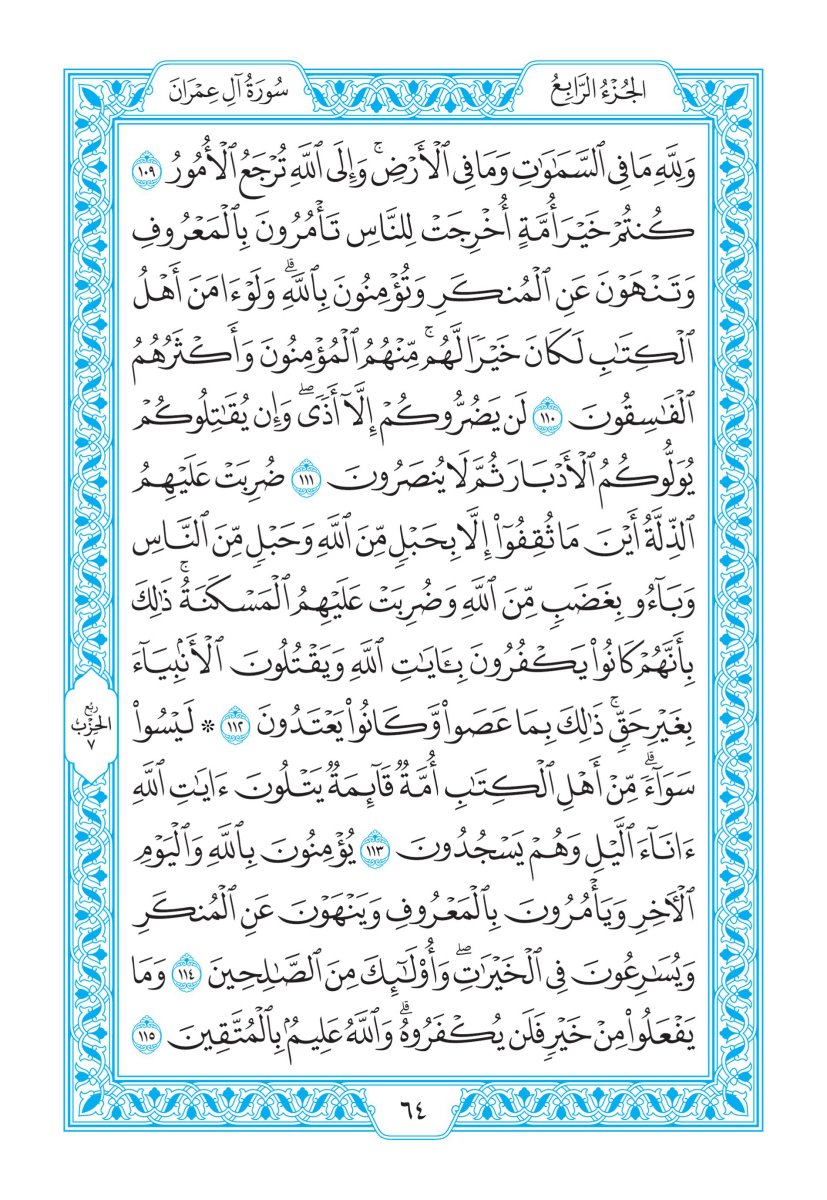 الجُزْءُ الرَّابِعُ
سُورَةُ آلِ عِمْرَانَ
وَلِلَّهِ مَا فِي ٱلسَّمَٰوَٰتِ وَمَا فِي ٱلْأَرْضِۚ وَإِلَى ٱللَّهِ تُرْجَعُ ٱلْأُمُورُ ١٠٩
كُنتُمْ خَيْرَ أُمَّةٍ أُخْرِجَتْ لِلنَّاسِ تَأْمُرُونَ بِٱلْمَعْرُوفِ
وَتَنْهَوْنَ عَنِ ٱلْمُنكَرِ وَتُؤْمِنُونَ بِٱللَّهِۗ وَلَوْ ءَامَنَ أَهْلُ
ٱلْكِتَٰبِ لَكَانَ خَيْرًا لَّهُمۚ مِّنْهُمُ ٱلْمُؤْمِنُونَ وَأَكْثَرُهُمُ
ٱلْفَٰسِقُونَ ١١٠ لَن يَضُرُّوكُمْ إِلَّآ أَذًىۖ وَإِن يُقَٰتِلُوكُمْ
يُوَلُّوكُمُ ٱلْأَدْبَارَ ثُمَّ لَا يُنصَرُونَ ١١١ ضُرِبَتْ عَلَيْهِمُ
ٱلذِّلَّةُ أَيْنَ مَا ثُقِفُوٓاْ إِلَّا بِحَبْلٍ مِّنَ ٱللَّهِ وَحَبْلٍ مِّنَ ٱلنَّاسِ
وَبَآءُو بِغَضَبٍ مِّنَ ٱللَّهِ وَضُرِبَتْ عَلَيْهِمُ ٱلْمَسْكَنَةُۚ ذَٰلِكَ
بِأَنَّهُمْ كَانُواْ يَكْفُرُونَ بِـَٔايَٰتِ ٱللَّهِ وَيَقْتُلُونَ ٱلْأَنۢبِيَآءَ
بِغَيْرِ حَقٍّۚ ذَٰلِكَ بِمَا عَصَواْ وَّكَانُواْ يَعْتَدُونَ ١١٢ ۞ لَيْسُواْ
سَوَآءًۗ مِّنْ أَهْلِ ٱلْكِتَٰبِ أُمَّةٌ قَآئِمَةٌ يَتْلُونَ ءَايَٰتِ ٱللَّهِ
ءَانَآءَ ٱلَّيْلِ وَهُمْ يَسْجُدُونَ ١١٣ يُؤْمِنُونَ بِٱللَّهِ وَٱلْيَوْمِ
ٱلْأٓخِرِ وَيَأْمُرُونَ بِٱلْمَعْرُوفِ وَيَنْهَوْنَ عَنِ ٱلْمُنكَرِ
وَيُسَٰرِعُونَ فِي ٱلْخَيْرَٰتِۖ وَأُوْلَٰٓئِكَ مِنَ ٱلصَّٰلِحِينَ ١١٤ وَمَا
يَفْعَلُواْ مِنْ خَيْرٍ فَلَن يُكْفَرُوهُۗ وَٱللَّهُ عَلِيمٌۢ بِٱلْمُتَّقِينَ ١١٥
رُبْعُ
الحِزْبِ
٧
٦٤